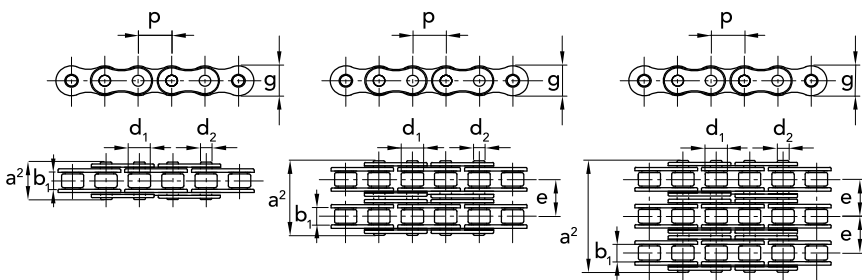 p p p
g g g
d₁ d₂ d₁ d₂ d₁ d₂
a² b₁ a² b₁ e a² b₁ e e